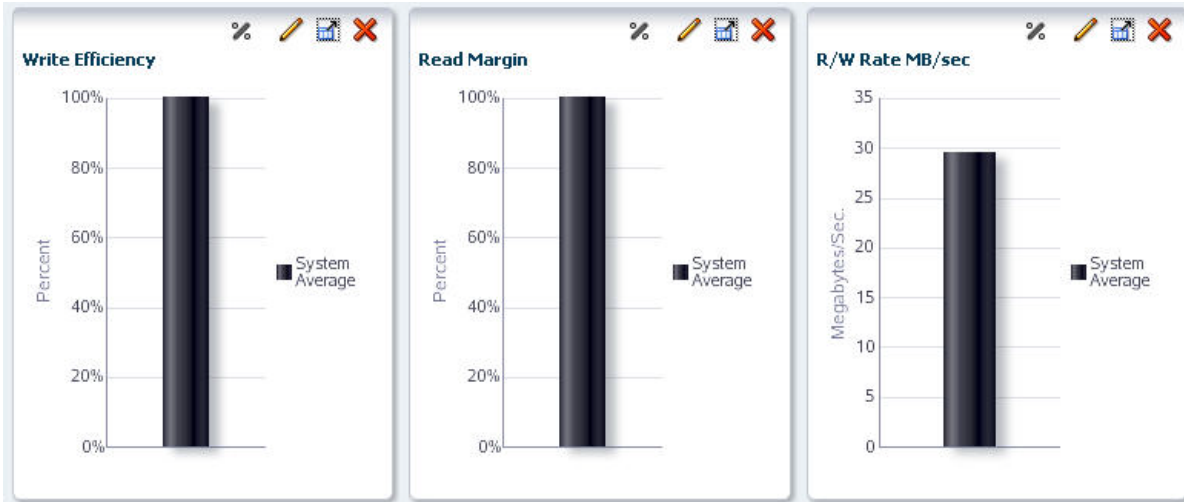 Write Efficiency
100%
80%
60%
40%
20%
0%
Percent
System
Average
Read Margin
100%
80%
60%
40%
20%
0%
Percent
System
Average
R/W Rate MB/sec
35
30
25
20
15
10
5
0
Megabytes/Sec.
System
Average